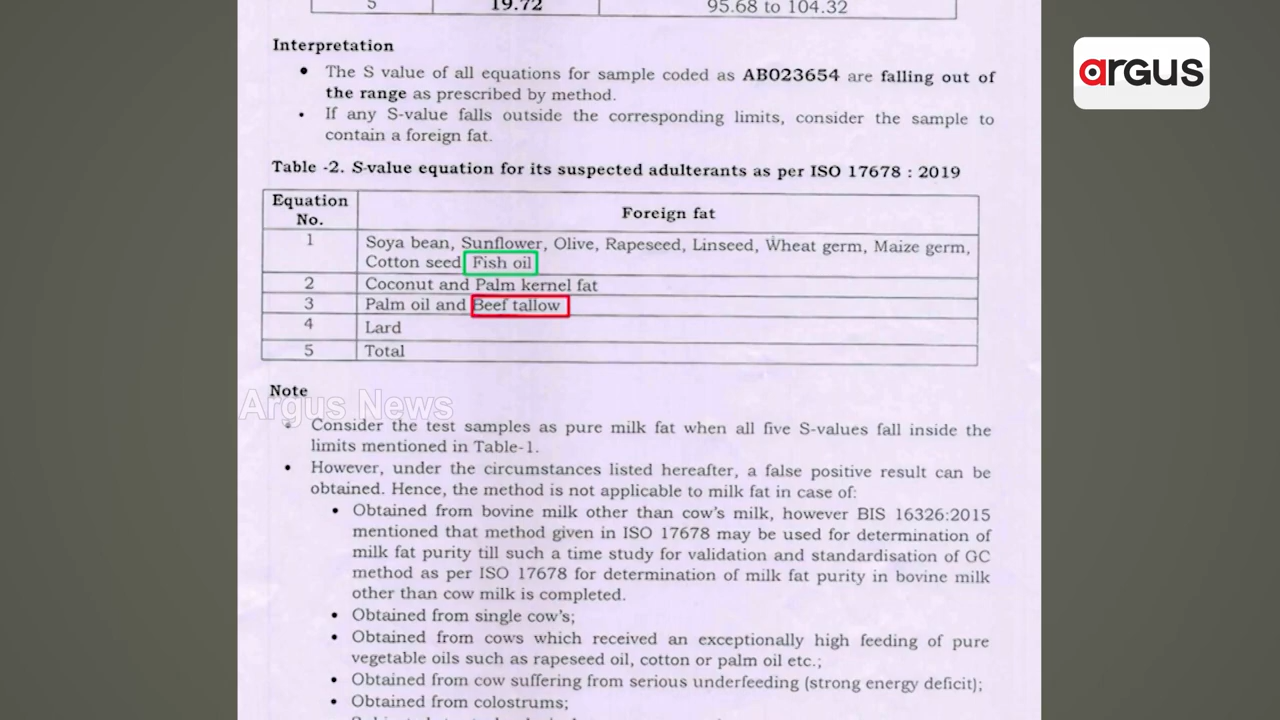 5 19.72 95.68 to 104.32
argus
Interpretation
• The S value of all equations for sample coded as AB023654 are falling out of
the range as prescribed by method.
• If any S-value falls outside the corresponding limits, consider the sample to
contain a foreign fat.
Table -2. S-value equation for its suspected adulterants as per ISO 17678 : 2019
Equation
No. Foreign fat
1 Soya bean, Sunflower, Olive, Rapeseed, Linseed, Wheat germ, Maize germ,
Cotton seed Fish oil
2 Coconut and Palm kernel fat
3 Palm oil and Beef tallow
4 Lard
5 Total
Note
Argus News
• Consider the test samples as pure milk fat when all five S-values fall inside the
limits mentioned in Table-1.
• However, under the circumstances listed hereafter, a false positive result can be
obtained. Hence, the method is not applicable to milk fat in case of:
• Obtained from bovine milk other than cow's milk, however BIS 16326:2015
mentioned that method given in ISO 17678 may be used for determination of
milk fat purity till such a time study for validation and standardisation of GC
method as per ISO 17678 for determination of milk fat purity in bovine milk
other than cow milk is completed.
• Obtained from single cow's;
• Obtained from cows which received an exceptionally high feeding of pure
vegetable oils such as rapeseed oil, cotton or palm oil etc.;
• Obtained from cow suffering from serious underfeeding (strong energy deficit);
• Obtained from colostrums;